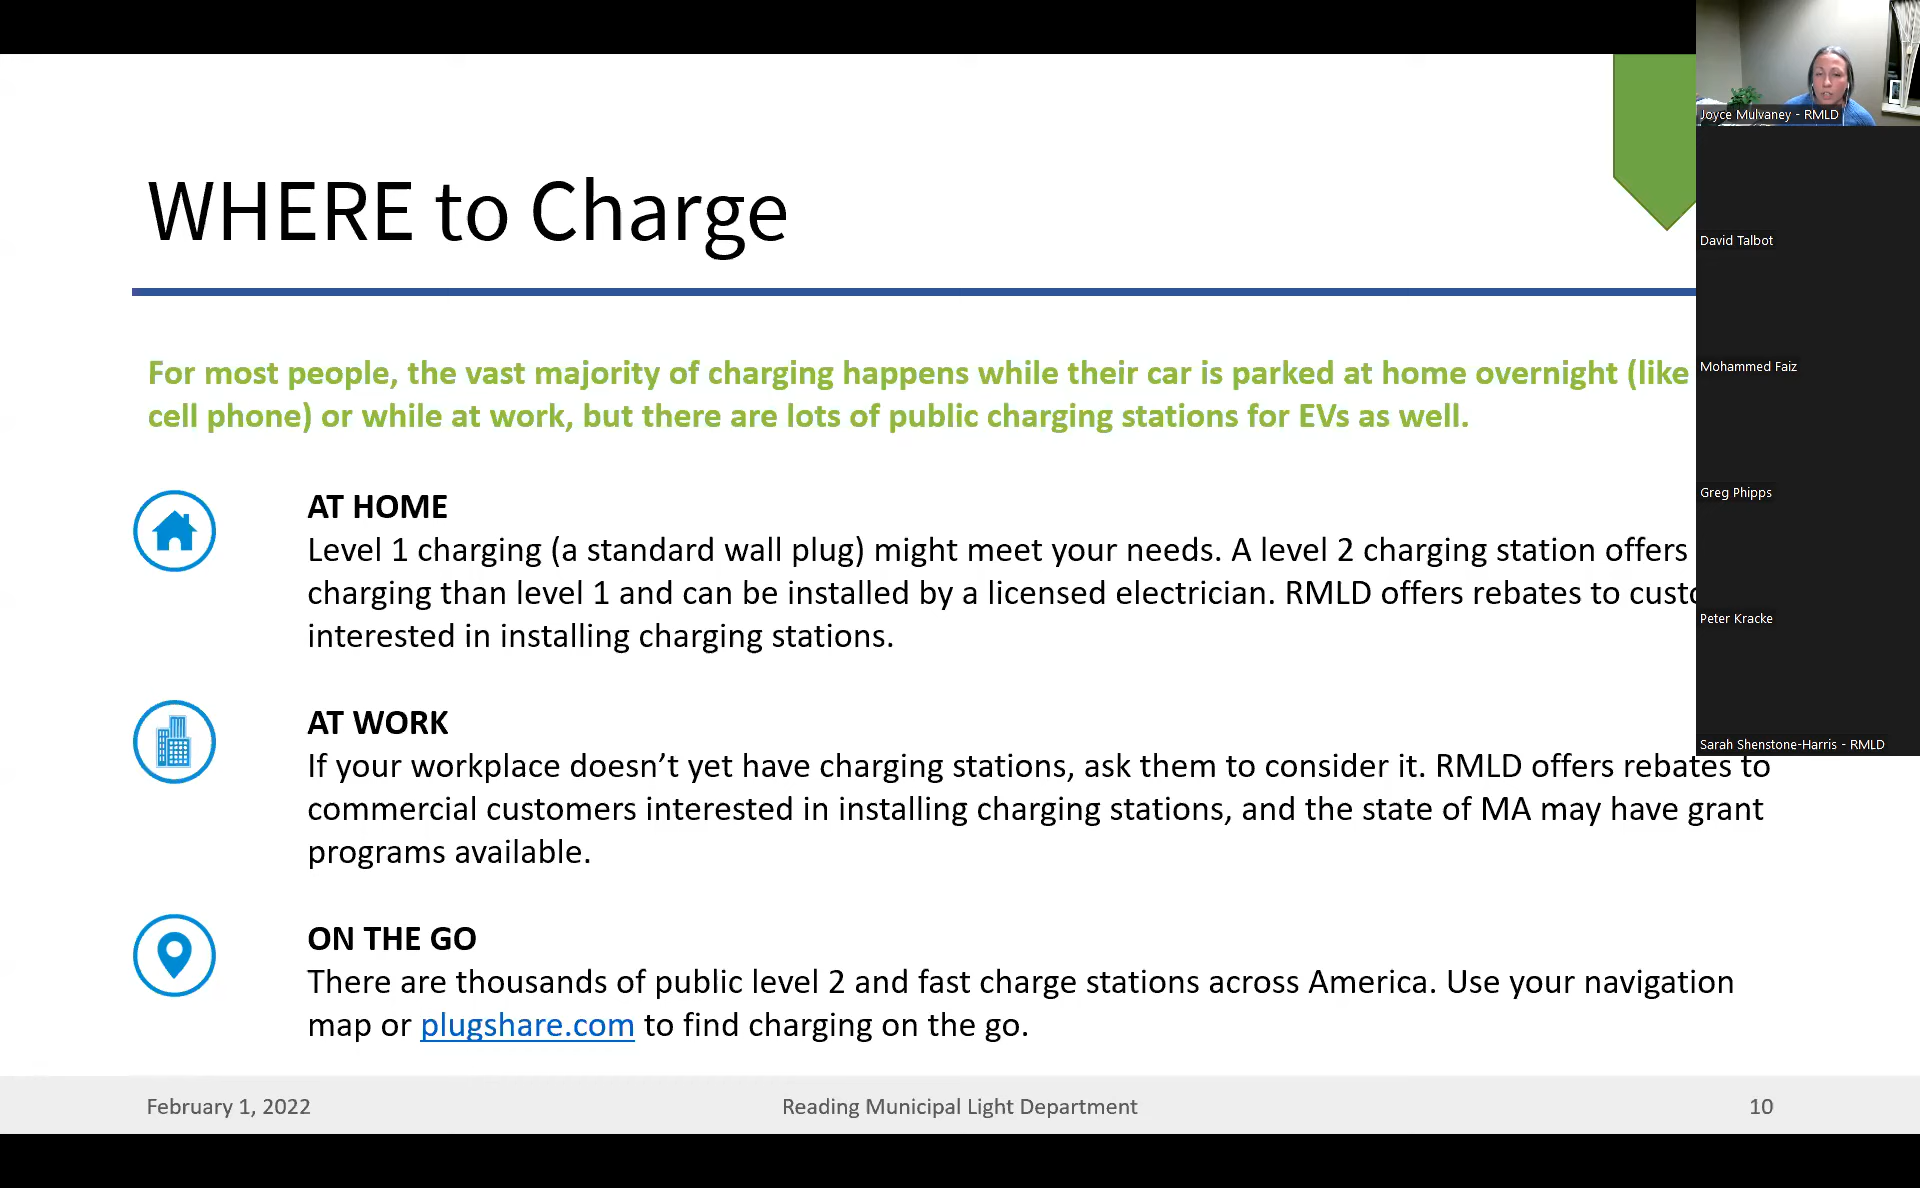 WHERE to Charge
For most people, the vast majority of charging happens while their car is parked at home overnight (like
cell phone) or while at work, but there are lots of public charging stations for EVs as well.
AT HOME
Level 1 charging (a standard wall plug) might meet your needs. A level 2 charging station offers
charging than level 1 and can be installed by a licensed electrician. RMLD offers rebates to
interested in installing charging stations.
AT WORK
If your workplace doesn’t yet have charging stations, ask them to consider it. RMLD offers rebates to
commercial customers interested in installing charging stations, and the state of MA may have grant
programs available.
ON THE GO
There are thousands of public level 2 and fast charge stations across America. Use your navigation
map or plugshare.com to find charging on the go.
February 1, 2022
Reading Municipal Light Department
10
Joyce Mulvaney - RMLD
David Talbot
Mohammed Faiz
Greg Phipps
Peter Kracke
Sarah Shenstone-Harris - RMLD